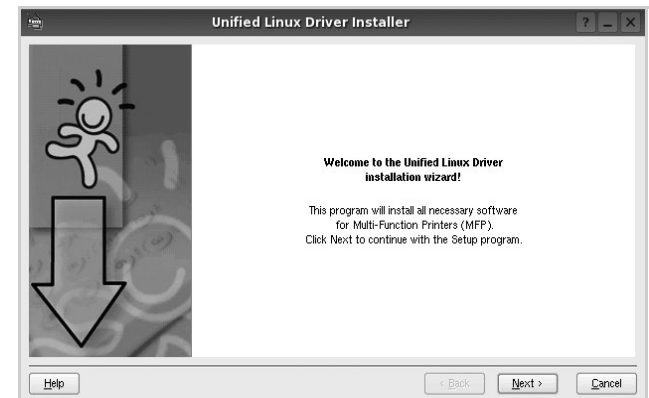 Unified Linux Driver Installer
Welcome to the Unified Linux Driver
installation wizard!
This program will install all necessary software
for Multi-Function Printers (MFP).
Click Next to continue with the Setup program.
Help
< Back
Next >
Cancel